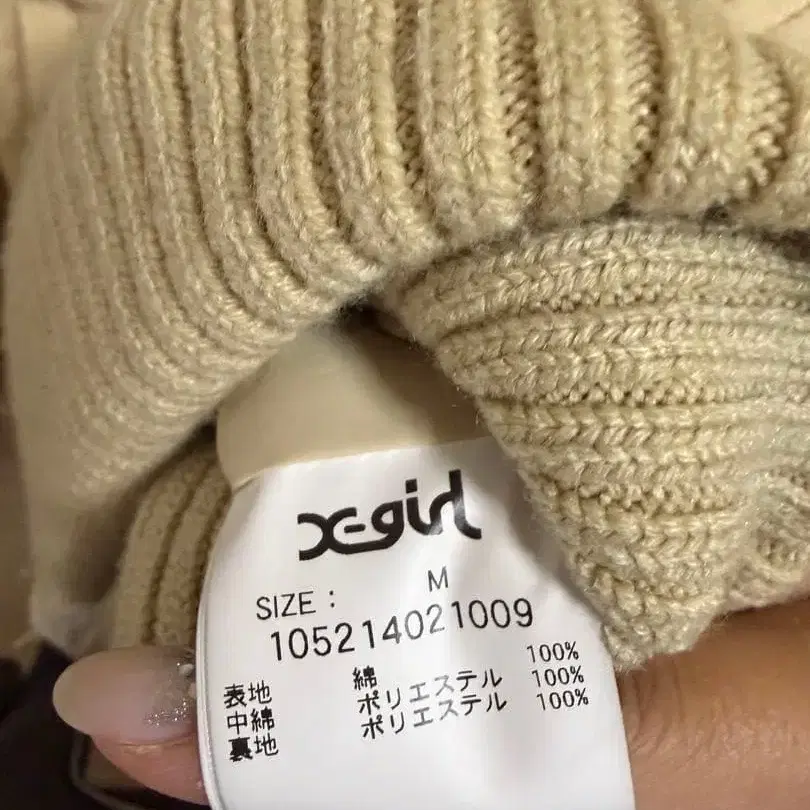 X-girl
SIZE : M
105214021009
表地 綿 100%
中綿 ポリエステル 100%
裏地 ポリエステル 100%